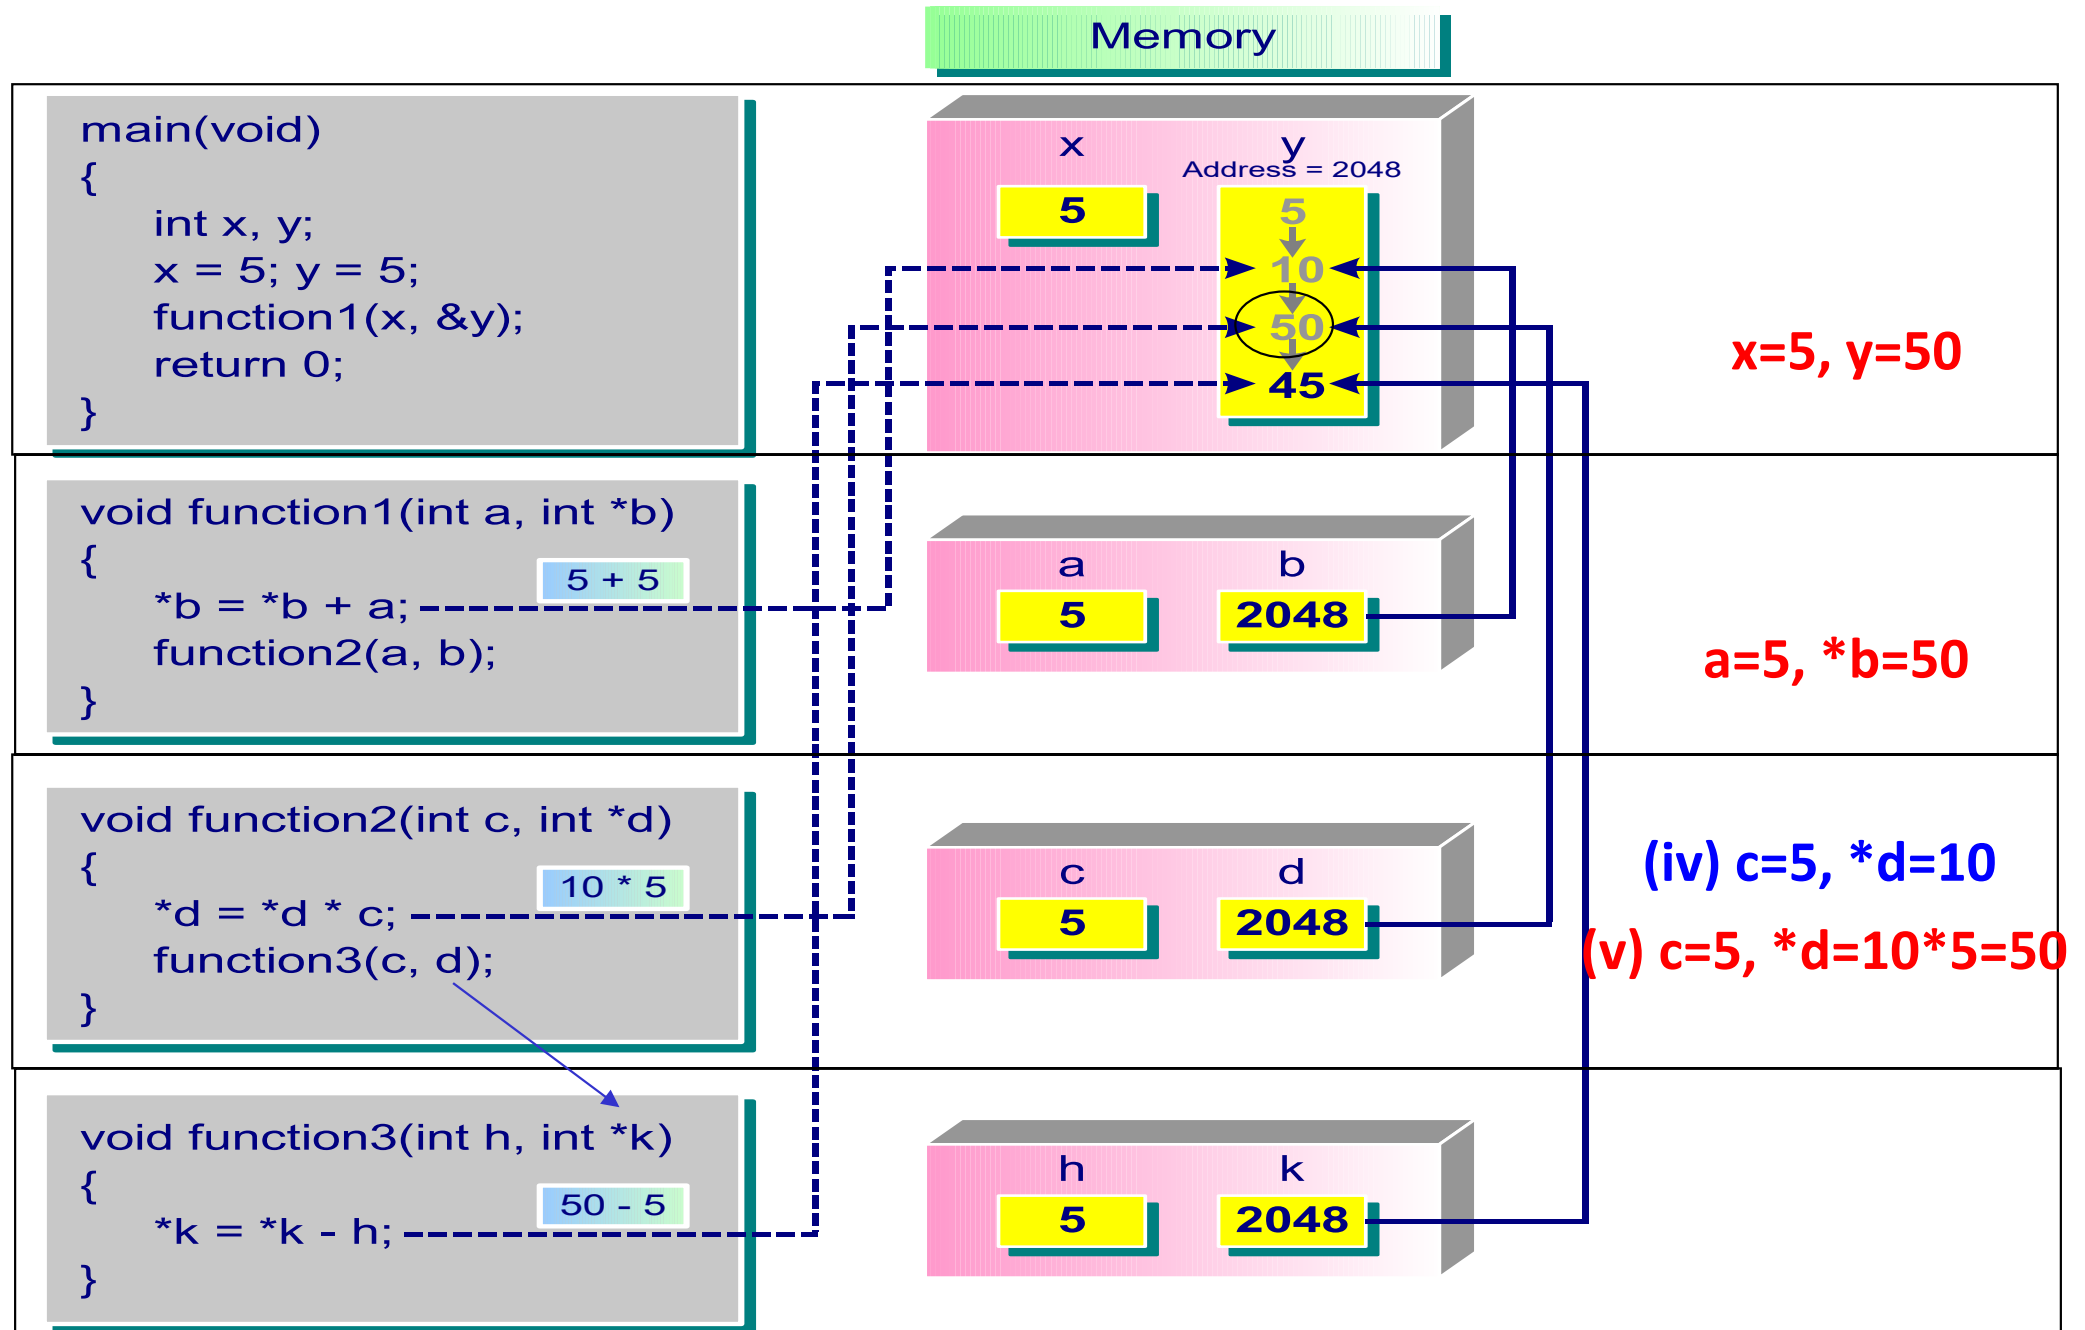 Memory
main(void)
{
int x, y;
x = 5; y = 5;
function1(x, &y);
return 0;
}
x
y
Address = 2048
5
5
10
50
45
x=5, y=50
void function1(int a, int *b)
{
5 + 5
*b = *b + a;
function2(a, b);
}
a
b
5
2048
a=5, *b=50
void function2(int c, int *d)
{
10 * 5
*d = *d * c;
function3(c, d);
}
c
d
5
2048
(iv) c=5, *d=10
(v) c=5, *d=10*5=50
void function3(int h, int *k)
{
50 - 5
*k = *k - h;
}
h
k
5
2048